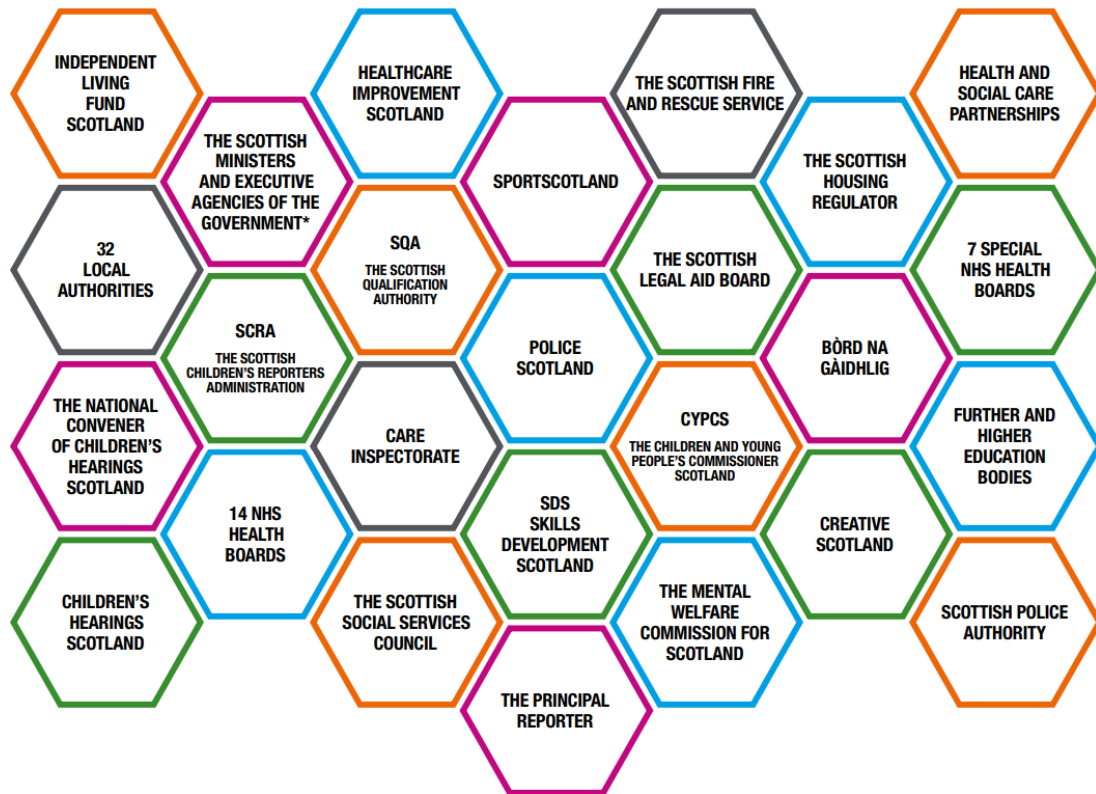 INDEPENDENT
LIVING
FUND
SCOTLAND
HEALTHCARE
IMPROVEMENT
SCOTLAND
THE SCOTTISH FIRE
AND RESCUE SERVICE
HEALTH AND
SOCIAL CARE
PARTNERSHIPS
THE SCOTTISH
MINISTERS
AND EXECUTIVE
AGENCIES OF THE
GOVERNMENT*
SPORTSCOTLAND
THE SCOTTISH
HOUSING
REGULATOR
32
LOCAL
AUTHORITIES
SQA
THE SCOTTISH
QUALIFICATION
AUTHORITY
THE SCOTTISH
LEGAL AID BOARD
7 SPECIAL
NHS HEALTH
BOARDS
SCRA
THE SCOTTISH
CHILDREN'S REPORTERS
ADMINISTRATION
POLICE
SCOTLAND
BÒRD NA
GÀIDHLIG
THE NATIONAL
CONVENER
OF CHILDREN'S
HEARINGS
SCOTLAND
CARE
INSPECTORATE
CYPCS
THE CHILDREN AND YOUNG
PEOPLE'S COMMISSIONER
SCOTLAND
FURTHER AND
HIGHER
EDUCATION
BODIES
14 NHS
HEALTH
BOARDS
SDS
SKILLS
DEVELOPMENT
SCOTLAND
CREATIVE
SCOTLAND
CHILDREN'S
HEARINGS
SCOTLAND
THE SCOTTISH
SOCIAL SERVICES
COUNCIL
THE MENTAL
WELFARE
COMMISSION FOR
SCOTLAND
SCOTTISH POLICE
AUTHORITY
THE PRINCIPAL
REPORTER